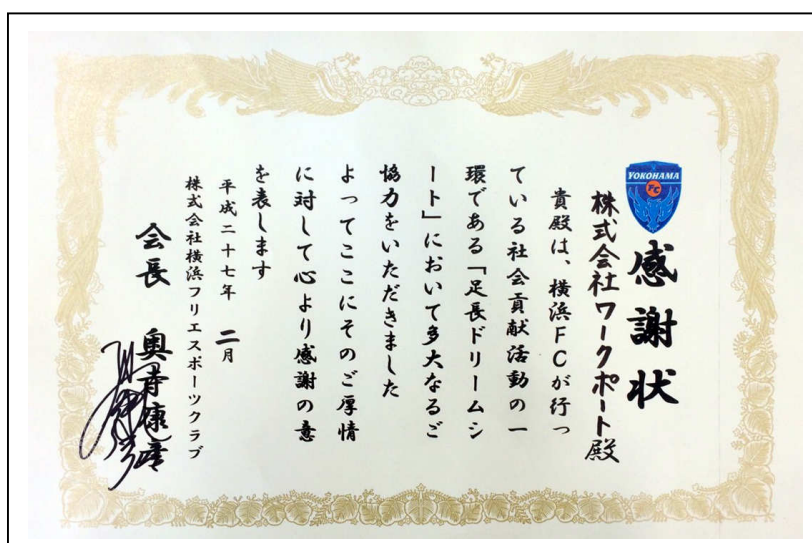 YOKOHAMA
FC
感謝状
株式会社ワークポート殿
貴殿は、横浜FCが行っ
ている社会貢献活動の一
環である「足長ドリームシ
ート」において多大なるご
協力をいただきました
よってここにそのご厚情
に対して心より感謝の意
を表します
平成二十七年 二月
株式会社横浜フリエスポーツクラブ
会長 奥寺康彦